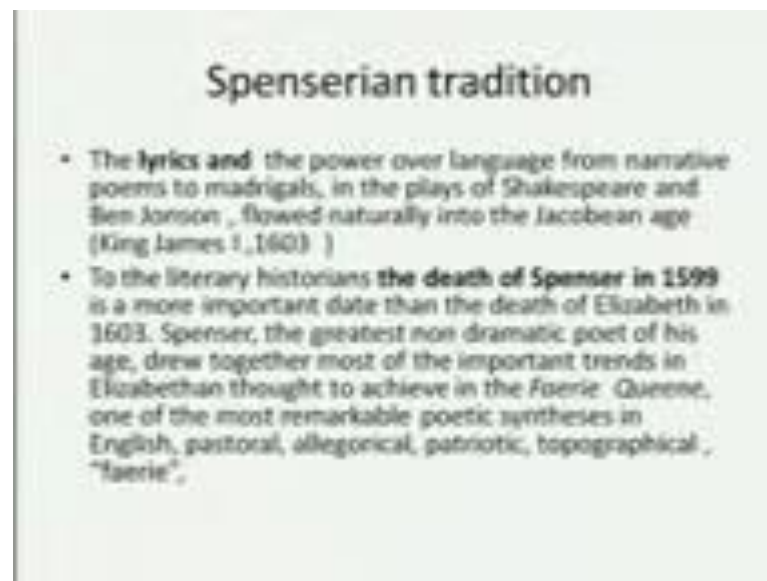 Spenserian tradition
• The lyrics and the power over language from narrative
poems to madrigals, in the plays of Shakespeare and
Ben Jonson , flowed naturally into the Jacobean age
(King James I ,1603 )
• To the literary historians the death of Spenser in 1599
is a more important date than the death of Elizabeth in
1603. Spenser, the greatest non dramatic poet of his
age, drew together most of the important trends in
Elizabethan thought to achieve in the Faerie Queene,
one of the most remarkable poetic syntheses in
English, pastoral, allegorical, patriotic, topographical ,
"faerie",